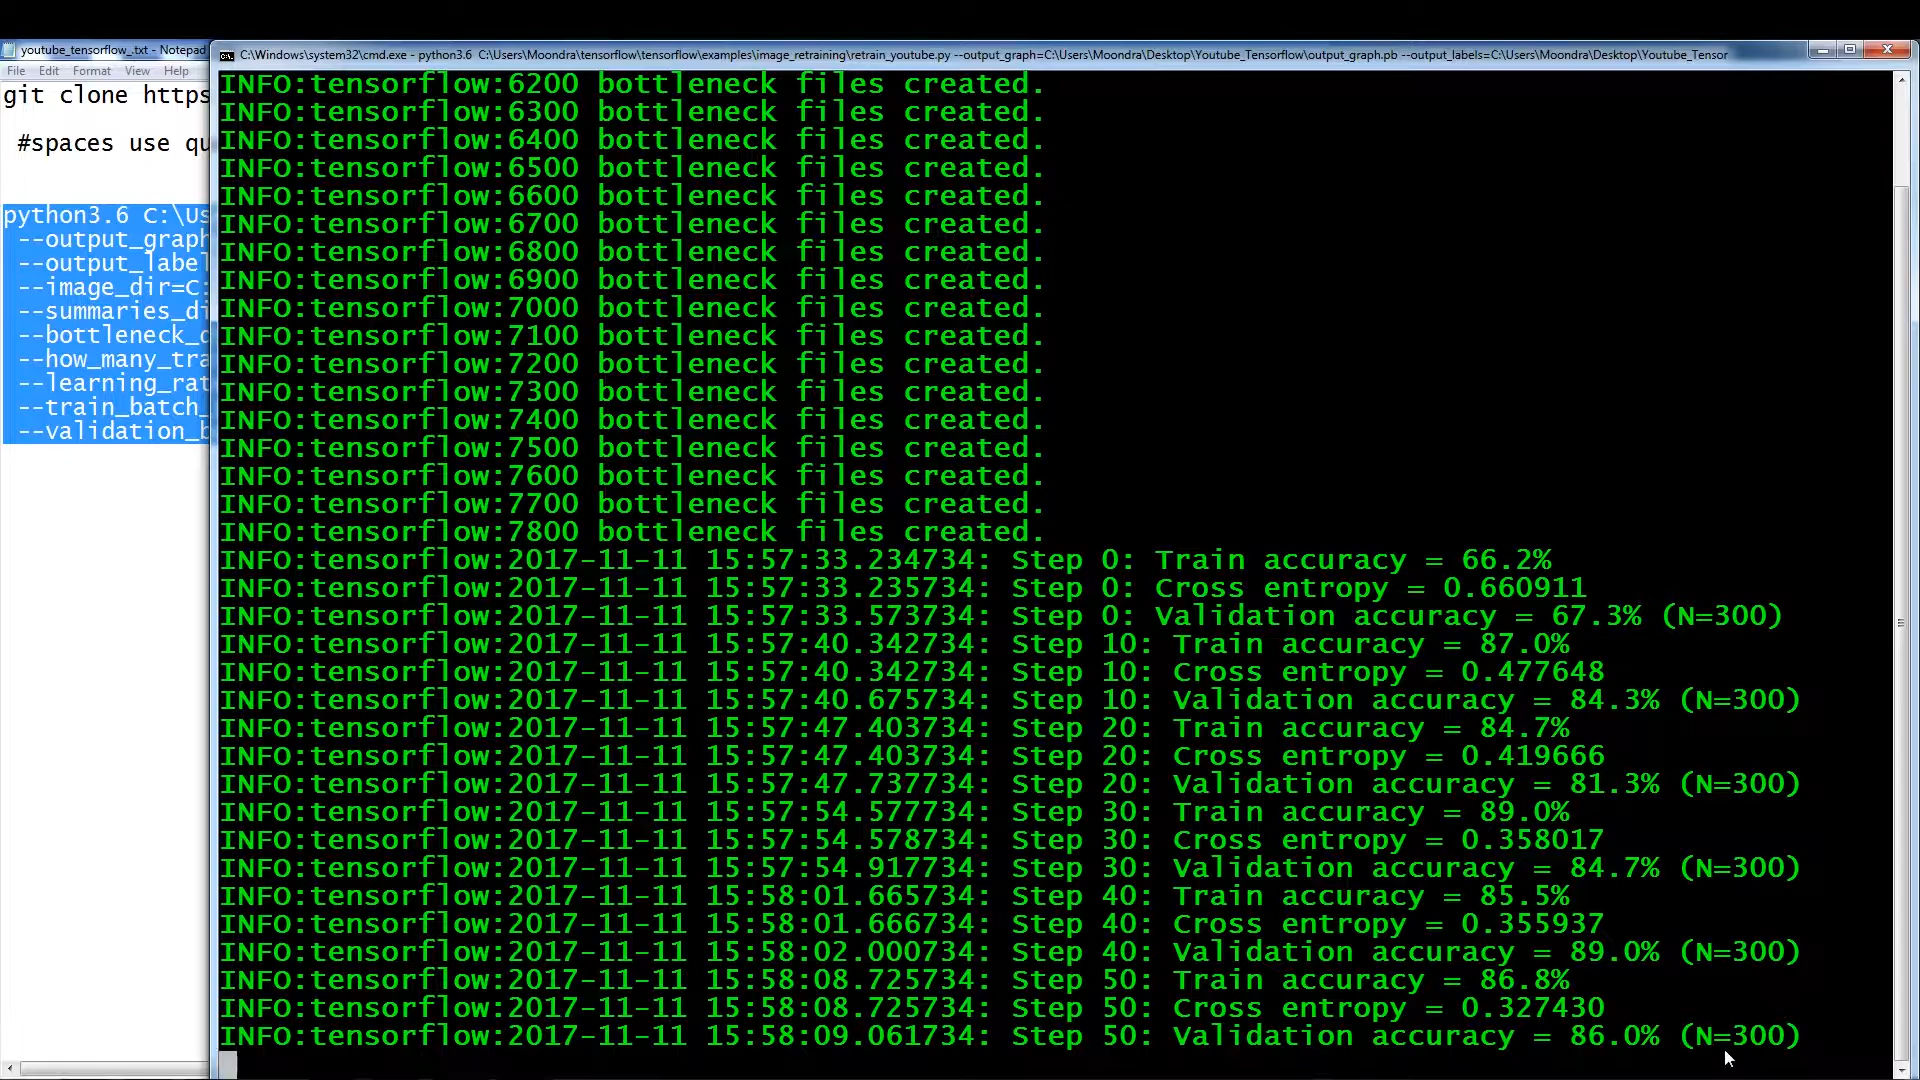 youtube_tensorflow_.txt - Notepad
File Edit Format View Help
git clone https
#spaces use qu
python3.6 C:\Us
--output_graph
--output_label
--image_dir=C:
--summaries_di
--bottleneck_d
--how_many_tra
--learning_rat
--train_batch_
--validation_b
C:\Windows\system32\cmd.exe - python3.6 C:\Users\Moondra\tensorflow\tensorflow\examples\image_retraining\retrain_youtube.py --output_graph=C:\Users\Moondra\Desktop\Youtube_Tensorflow\output_graph.pb --output_labels=C:\Users\Moondra\Desktop\Youtube_Tensor
INFO:tensorflow:6200 bottleneck files created.
INFO:tensorflow:6300 bottleneck files created.
INFO:tensorflow:6400 bottleneck files created.
INFO:tensorflow:6500 bottleneck files created.
INFO:tensorflow:6600 bottleneck files created.
INFO:tensorflow:6700 bottleneck files created.
INFO:tensorflow:6800 bottleneck files created.
INFO:tensorflow:6900 bottleneck files created.
INFO:tensorflow:7000 bottleneck files created.
INFO:tensorflow:7100 bottleneck files created.
INFO:tensorflow:7200 bottleneck files created.
INFO:tensorflow:7300 bottleneck files created.
INFO:tensorflow:7400 bottleneck files created.
INFO:tensorflow:7500 bottleneck files created.
INFO:tensorflow:7600 bottleneck files created.
INFO:tensorflow:7700 bottleneck files created.
INFO:tensorflow:7800 bottleneck files created.
INFO:tensorflow:2017-11-11 15:57:33.234734: Step 0: Train accuracy = 66.2%
INFO:tensorflow:2017-11-11 15:57:33.235734: Step 0: Cross entropy = 0.660911
INFO:tensorflow:2017-11-11 15:57:33.573734: Step 0: Validation accuracy = 67.3% (N=300)
INFO:tensorflow:2017-11-11 15:57:40.342734: Step 10: Train accuracy = 87.0%
INFO:tensorflow:2017-11-11 15:57:40.342734: Step 10: Cross entropy = 0.477648
INFO:tensorflow:2017-11-11 15:57:40.675734: Step 10: Validation accuracy = 84.3% (N=300)
INFO:tensorflow:2017-11-11 15:57:47.403734: Step 20: Train accuracy = 84.7%
INFO:tensorflow:2017-11-11 15:57:47.403734: Step 20: Cross entropy = 0.419666
INFO:tensorflow:2017-11-11 15:57:47.737734: Step 20: Validation accuracy = 81.3% (N=300)
INFO:tensorflow:2017-11-11 15:57:54.577734: Step 30: Train accuracy = 89.0%
INFO:tensorflow:2017-11-11 15:57:54.578734: Step 30: Cross entropy = 0.358017
INFO:tensorflow:2017-11-11 15:57:54.917734: Step 30: Validation accuracy = 84.7% (N=300)
INFO:tensorflow:2017-11-11 15:58:01.665734: Step 40: Train accuracy = 85.5%
INFO:tensorflow:2017-11-11 15:58:01.666734: Step 40: Cross entropy = 0.355937
INFO:tensorflow:2017-11-11 15:58:02.000734: Step 40: Validation accuracy = 89.0% (N=300)
INFO:tensorflow:2017-11-11 15:58:08.725734: Step 50: Train accuracy = 86.8%
INFO:tensorflow:2017-11-11 15:58:08.725734: Step 50: Cross entropy = 0.327430
INFO:tensorflow:2017-11-11 15:58:09.061734: Step 50: Validation accuracy = 86.0% (N=300)